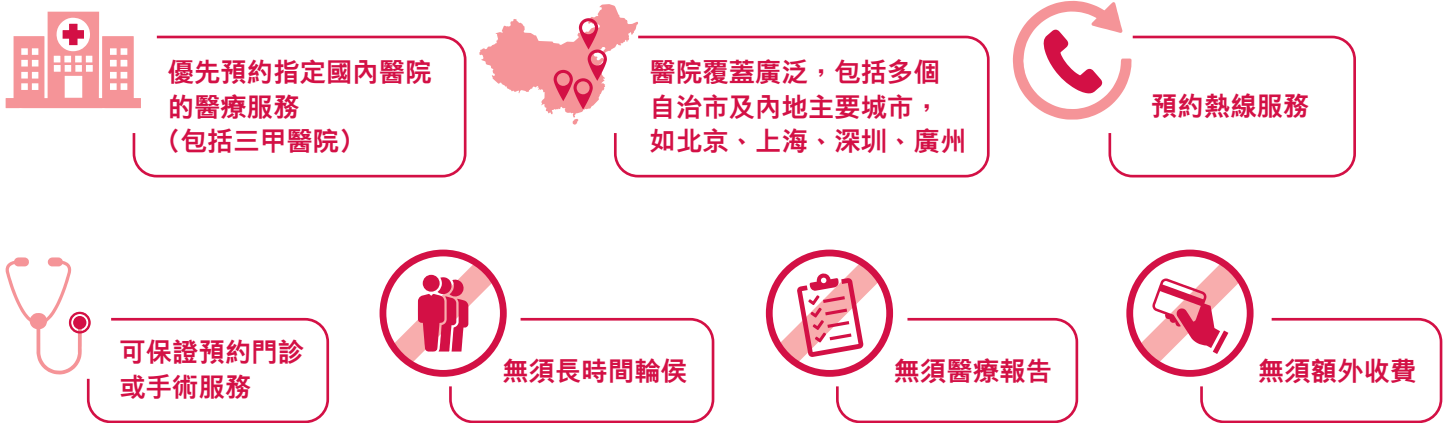 優先預約指定國內醫院
的醫療服務
（包括三甲醫院）
醫院覆蓋廣泛，包括多個
自治市及內地主要城市，
如北京、上海、深圳、廣州
預約熱線服務
可保證預約門診
或手術服務
無須長時間輪侯
無須醫療報告
無須額外收費